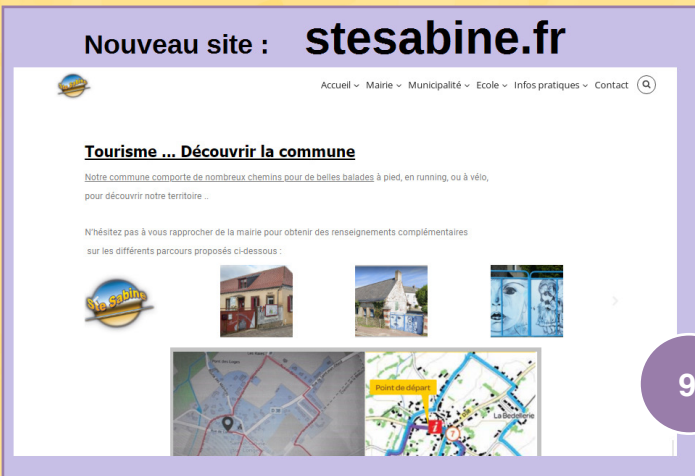 Nouveau site : stesabine.fr
Ste Sabine
Accueil Mairie Municipalité Ecole Infos pratiques Contact
Tourisme ... Découvrir la commune
Notre commune comporte de nombreux chemins pour de belles balades à pied, en running, ou à vélo,
pour découvrir notre territoire ..
N'hésitez pas à vous rapprocher de la mairie pour obtenir des renseignements complémentaires
sur les différents parcours proposés ci-dessous :
Ste Sabine
Point de départ
i
7
La Bedellerie
9